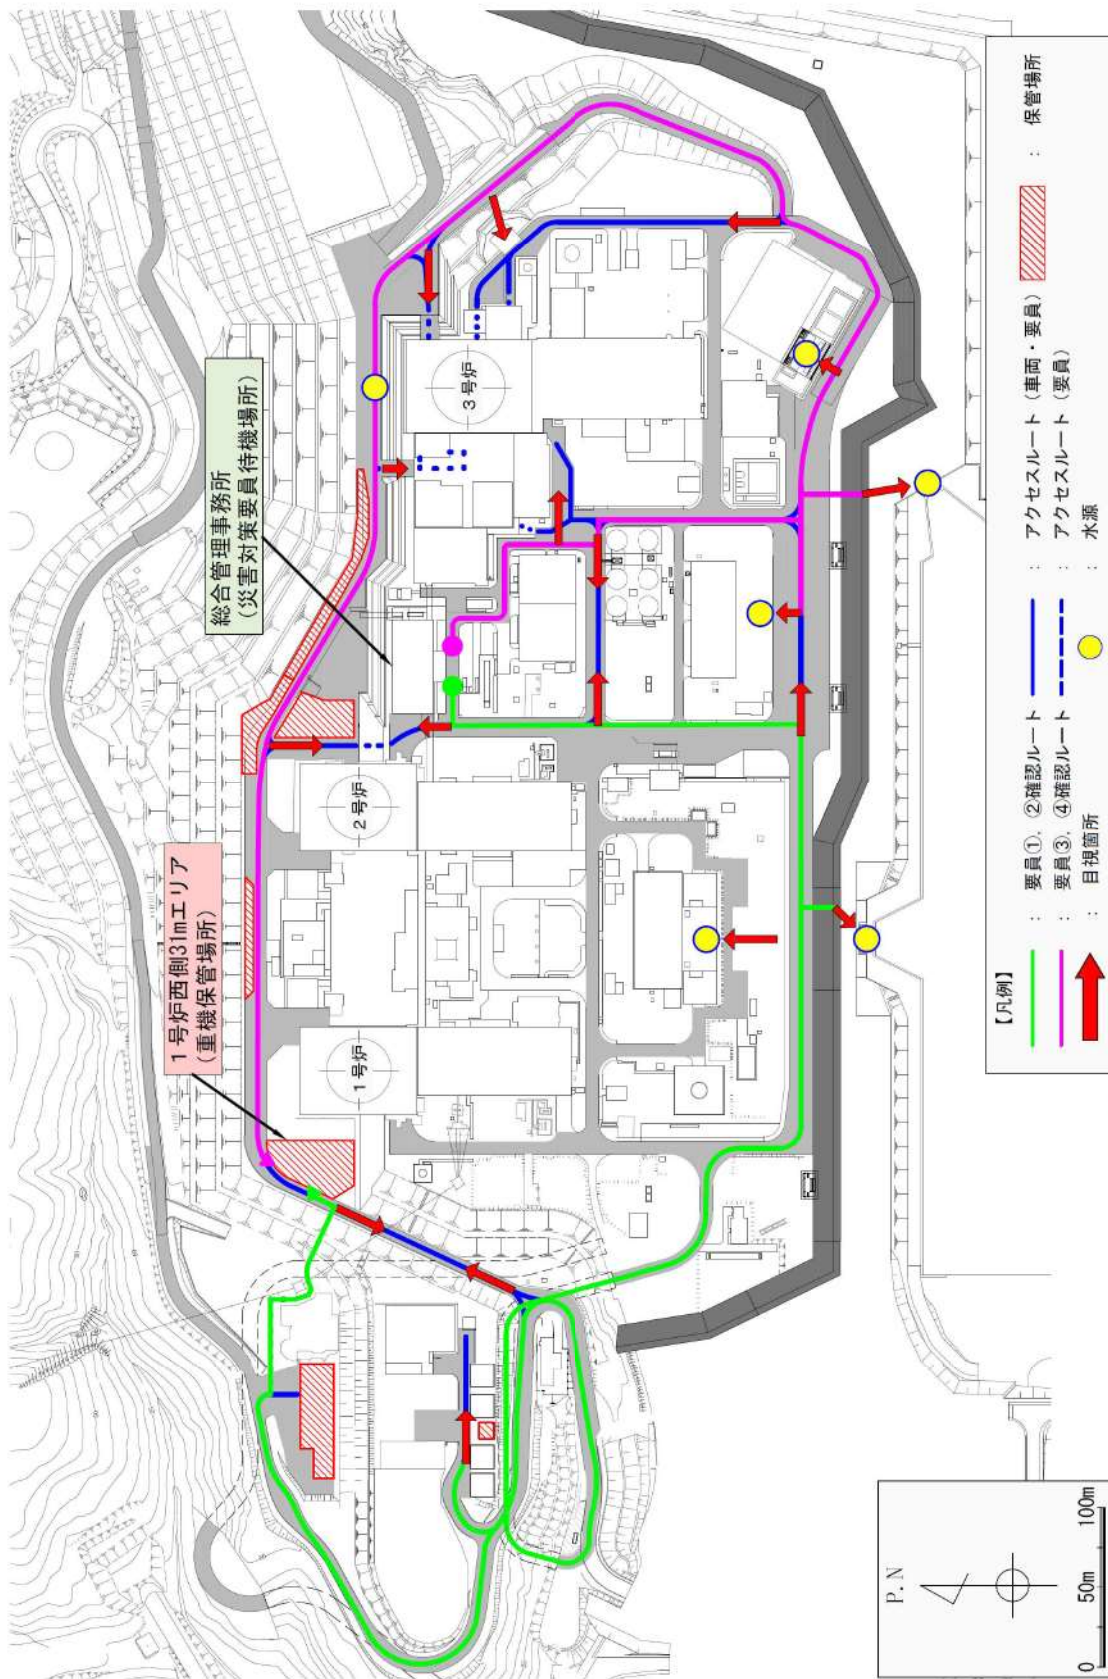 総合管理事務所
（災害対策要員待機場所）
１号炉西側31mエリア
（重機保管場所）
１号炉
２号炉
３号炉
【凡例】
： 要員①，②確認ルート
： アクセスルート（車両・要員）
： 保管場所
： 要員③，④確認ルート
： アクセスルート（要員）
： 目視箇所
： 水源
P.N
0 50m 100m